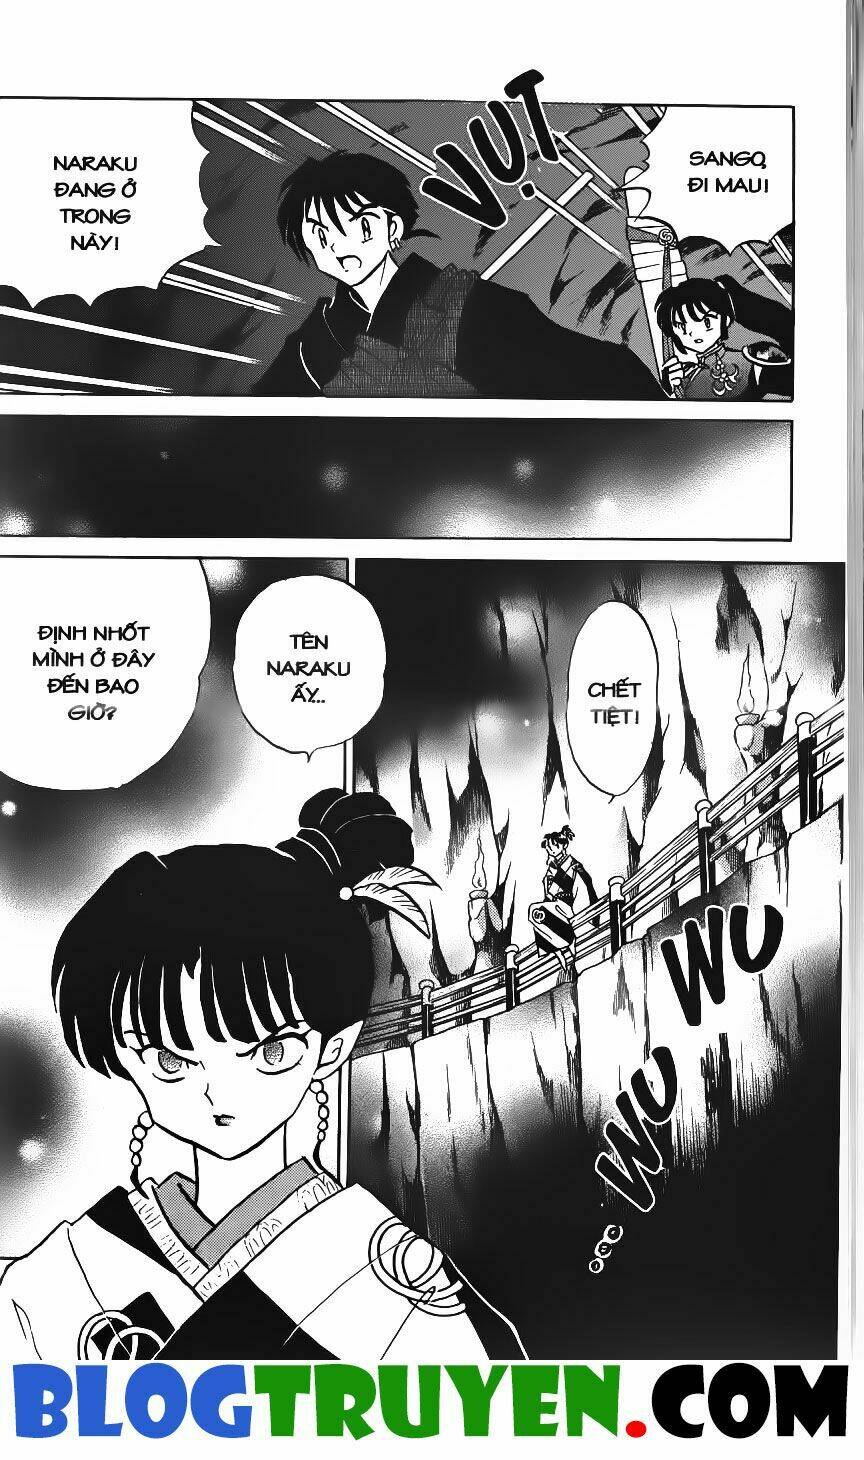 SANGO,
ĐI MAU!
VỤT
NARAKU
ĐANG Ở
TRONG
NÀY!
CHẾT
TIỆT!
TÊN
NARAKU
ẤY...
ĐỊNH NHỐT
MÌNH Ở ĐÂY
ĐẾN BAO
GIỜ?
WU
WU
...
BLOGTRUYEN.COM